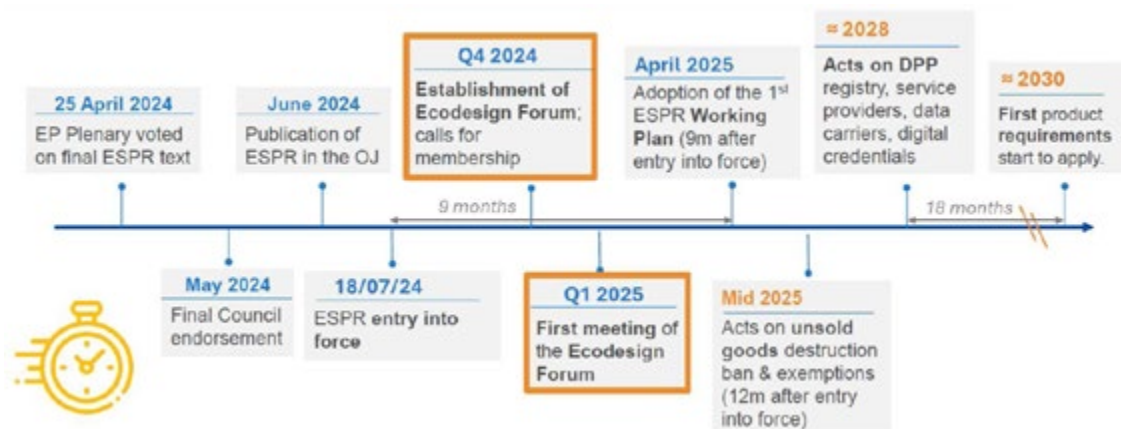 25 April 2024
EP Plenary voted
on final ESPR text
May 2024
Final Council
endorsement
June 2024
Publication of
ESPR in the OJ
18/07/24
ESPR entry into
force
Q4 2024
Establishment of
Ecodesign Forum;
calls for
membership
Q1 2025
First meeting of
the Ecodesign
Forum
April 2025
Adoption of the 1st
ESPR Working
Plan (9m after
entry into force)
Mid 2025
Acts on unsold
goods destruction
ban & exemptions
(12m after entry
into force)
≈ 2028
Acts on DPP
registry, service
providers, data
carriers, digital
credentials
≈ 2030
First product
requirements
start to apply.
9 months
18 months